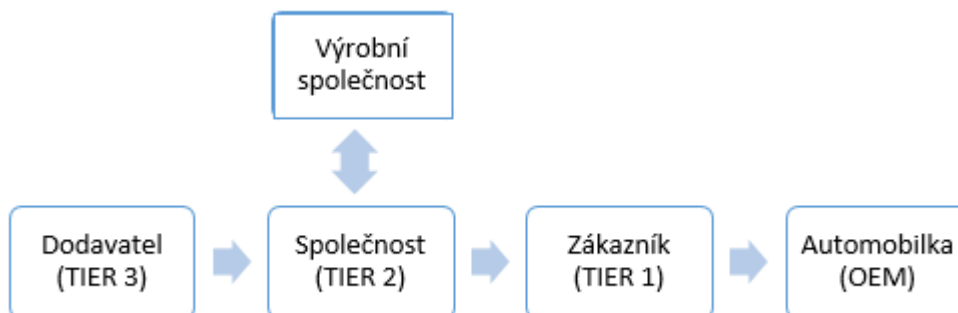 Výrobní
společnost
Dodavatel
(TIER 3)
Společnost
(TIER 2)
Zákazník
(TIER 1)
Automobilka
(OEM)